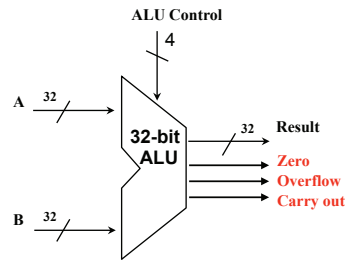 ALU Control
4
A
32
32-bit
ALU
32
Result
Zero
Overflow
Carry out
B
32